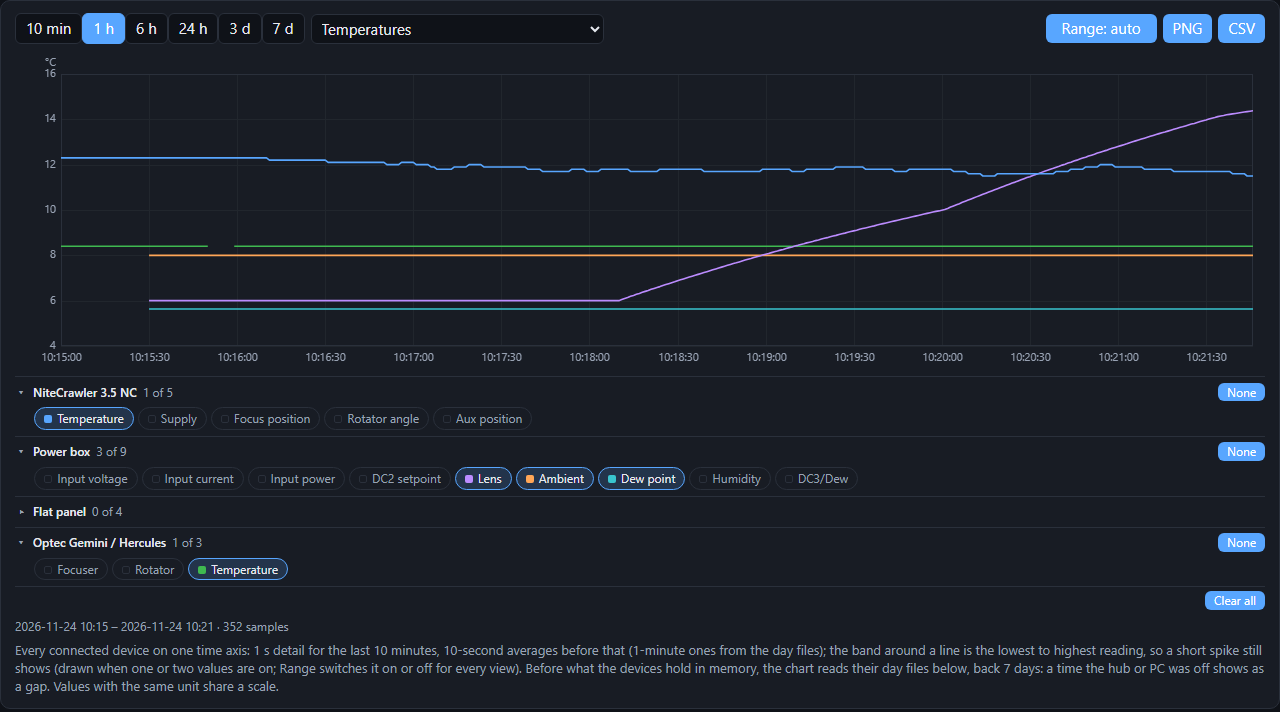 10 min 1 h 6 h 24 h 3 d 7 d Temperatures Range: auto PNG CSV
°C
16
14
12
10
8
6
4
10:15:00 10:15:30 10:16:00 10:16:30 10:17:00 10:17:30 10:18:00 10:18:30 10:19:00 10:19:30 10:20:00 10:20:30 10:21:00 10:21:30
NiteCrawler 3.5 NC 1 of 5 None
Temperature Supply Focus position Rotator angle Aux position
Power box 3 of 9 None
Input voltage Input current Input power DC2 setpoint Lens Ambient Dew point Humidity DC3/Dew
Flat panel 0 of 4
Optec Gemini / Hercules 1 of 3 None
Focuser Rotator Temperature
Clear all
2026-11-24 10:15 – 2026-11-24 10:21 · 352 samples
Every connected device on one time axis: 1 s detail for the last 10 minutes, 10-second averages before that (1-minute ones from the day files); the band around a line is the lowest to highest reading, so a short spike still
shows (drawn when one or two values are on; Range switches it on or off for every view). Before what the devices hold in memory, the chart reads their day files below, back 7 days: a time the hub or PC was off shows as
a gap. Values with the same unit share a scale.